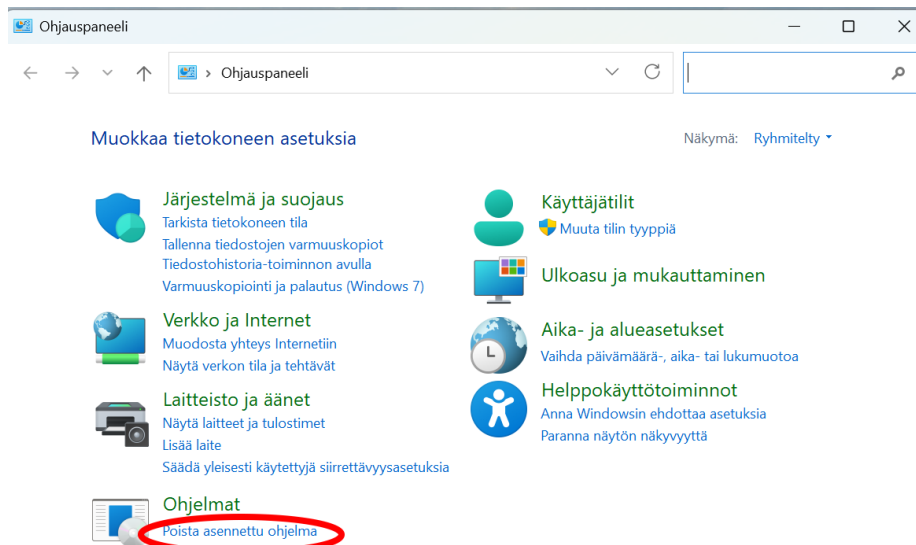 Ohjauspaneeli
Ohjauspaneeli
Muokkaa tietokoneen asetuksia
Näkymä: Ryhmitelty
Järjestelmä ja suojaus
Tarkista tietokoneen tila
Tallenna tiedostojen varmuuskopiot
Tiedostohistoria-toiminnon avulla
Varmuuskopiointi ja palautus (Windows 7)
Verkko ja Internet
Muodosta yhteys Internetiin
Näytä verkon tila ja tehtävät
Laitteisto ja äänet
Näytä laitteet ja tulostimet
Lisää laite
Säädä yleisesti käytettyjä siirrettävyysasetuksia
Ohjelmat
Poista asennettu ohjelma
Käyttäjätilit
Muuta tilin tyyppiä
Ulkoasu ja mukauttaminen
Aika- ja alueasetukset
Vaihda päivämäärä-, aika- tai lukumuotoa
Helppokäyttötoiminnot
Anna Windowsin ehdottaa asetuksia
Paranna näytön näkyvyyttä